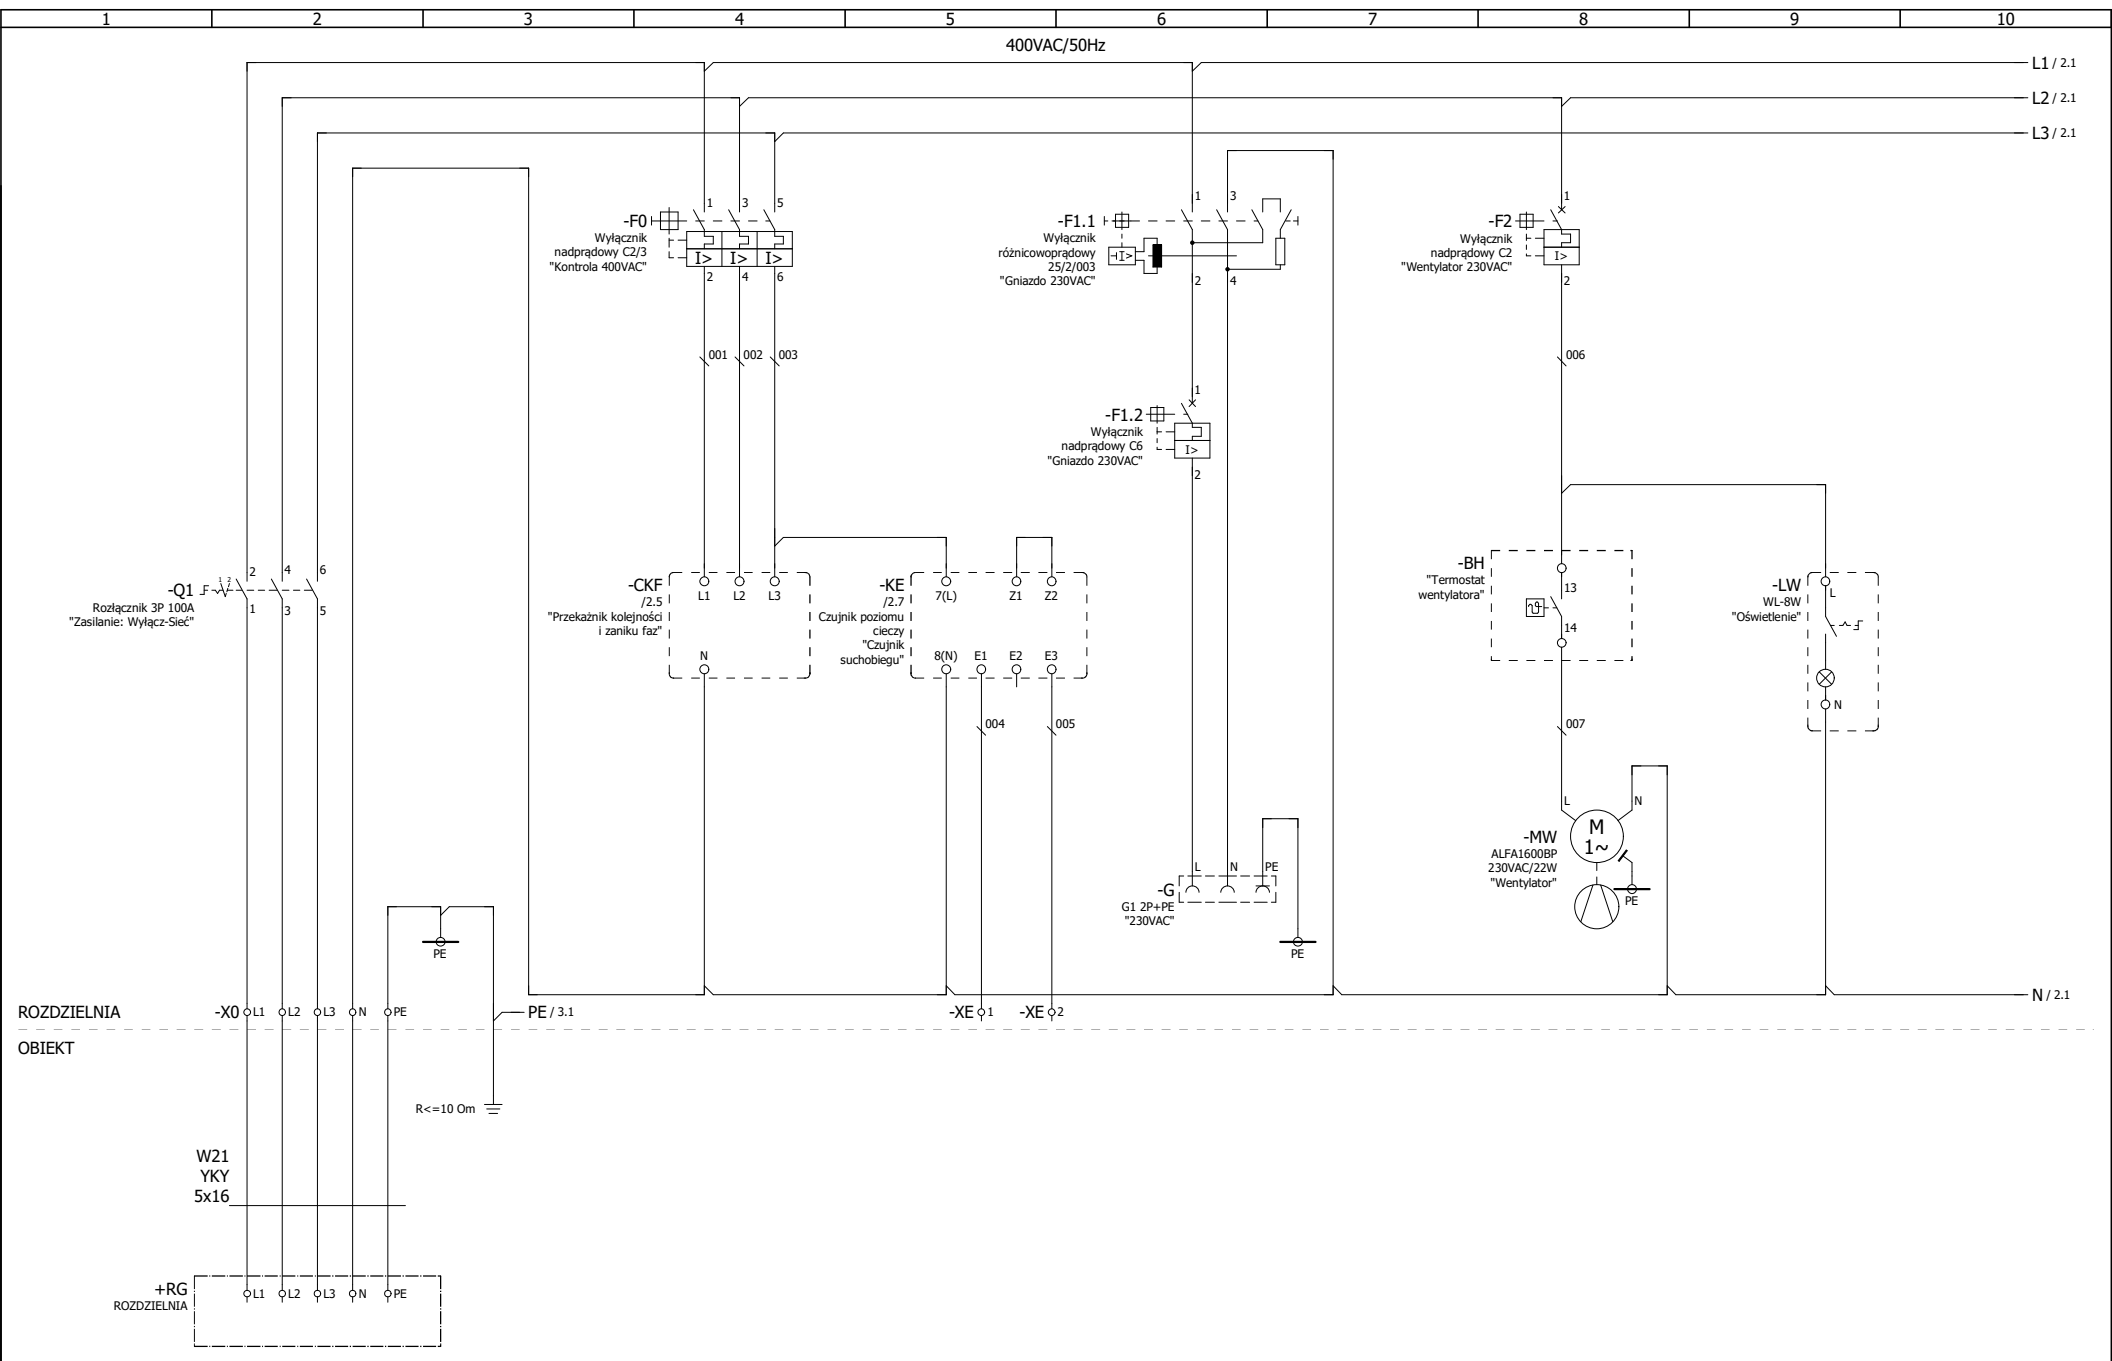 1 2 3 4 5 6 7 8 9 10
400VAC/50Hz
L1 / 2.1
L2 / 2.1
L3 / 2.1
1 3 5
-F0
Wyłącznik
nadprądowy C2/3
"Kontrola 400VAC"
I> I> I>
2 4 6
001 002 003
1 3
-F1.1
Wyłącznik
różnicowoprądowy
25/2/003
"Gniazdo 230VAC"
I>
2 4
1
-F1.2
Wyłącznik
nadprądowy C6
"Gniazdo 230VAC"
I>
2
1
-F2
Wyłącznik
nadprądowy C2
"Wentylator 230VAC"
I>
2
006
-Q1
Rozłącznik 3P 100A
"Zasilanie: Wyłącz-Sieć"
1 2
2 4 6
1 3 5
-CKF
/2.5
"Przekażnik kolejności
i zaniku faz"
L1 L2 L3
N
-KE
/2.7
Czujnik poziomu
cieczy
"Czujnik
suchobiegu"
7(L) Z1 Z2
8(N) E1 E2 E3
004 005
-BH
"Termostat
wentylatora"
13
ϑ
14
007
-LW
WL-8W
"Oświetlenie"
L
N
L N
-MW
ALFA1600BP
230VAC/22W
"Wentylator"
M
1~
PE
-G
G1 2P+PE
"230VAC"
L N PE
PE
PE
N / 2.1
ROZDZIELNIA
-X0 L1 L2 L3 N PE
PE / 3.1
-XE 1
-XE 2
OBIEKT
R<=10 Om
W21
YKY
5x16
+RG
ROZDZIELNIA
L1 L2 L3 N PE